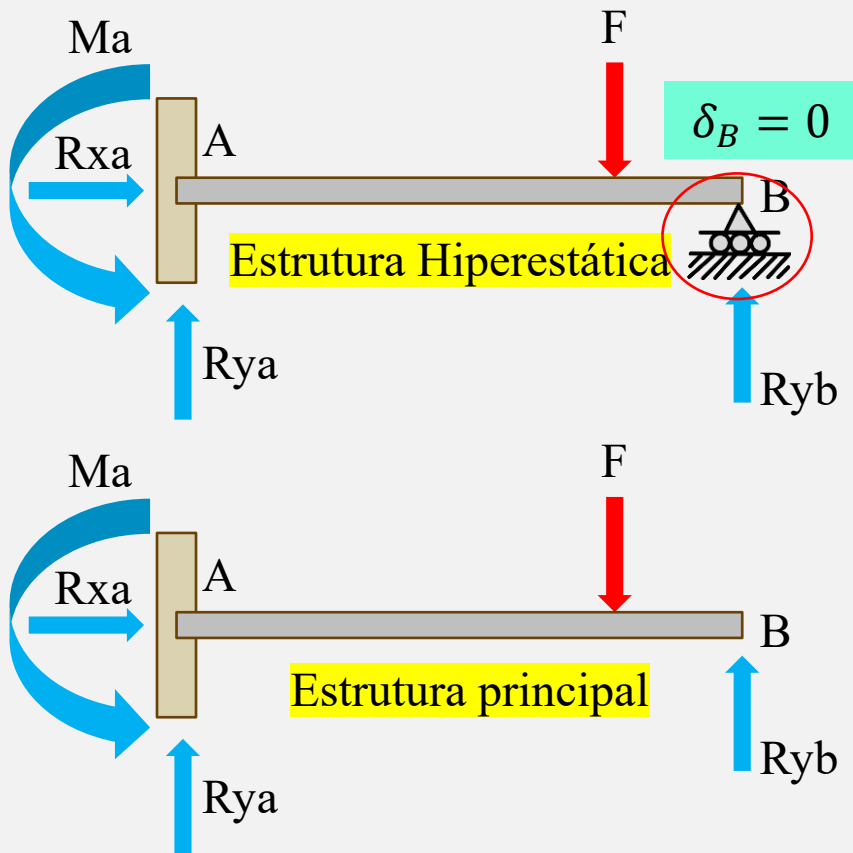 Ma
F
δ_B = 0
Rxa
A
B
Estrutura Hiperestática
Rya
Ryb
Ma
F
Rxa
A
B
Estrutura principal
Ryb
Rya